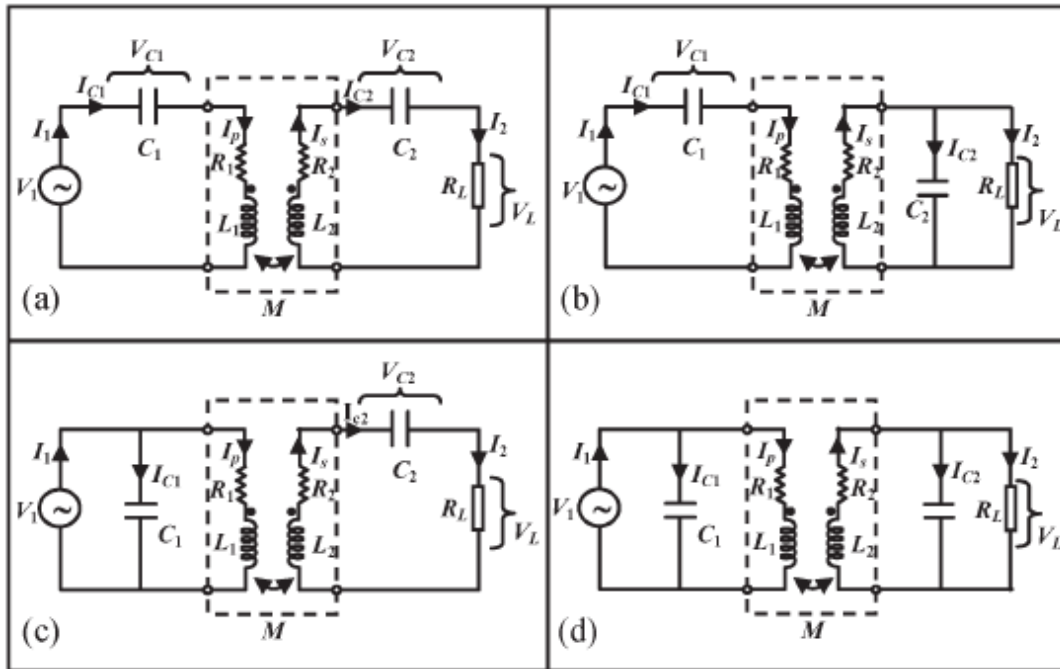 V_C1
V_C2
I_C1
I_C2
I_1
C_1
I_p
I_s
C_2
I_2
R_1
R_2
V_1
R_L
V_L
L_1
L_2
(a)
M
V_C1
I_C1
I_1
C_1
I_p
I_s
I_2
I_C2
R_1
R_2
V_1
C_2
R_L
V_L
L_1
L_2
(b)
M
V_C2
I_c2
I_1
I_p
I_s
C_2
I_2
I_C1
R_1
R_2
V_1
C_1
R_L
V_L
L_1
L_2
(c)
M
I_1
I_p
I_s
I_2
I_C1
I_C2
R_1
R_2
V_1
C_1
R_L
V_L
L_1
L_2
(d)
M